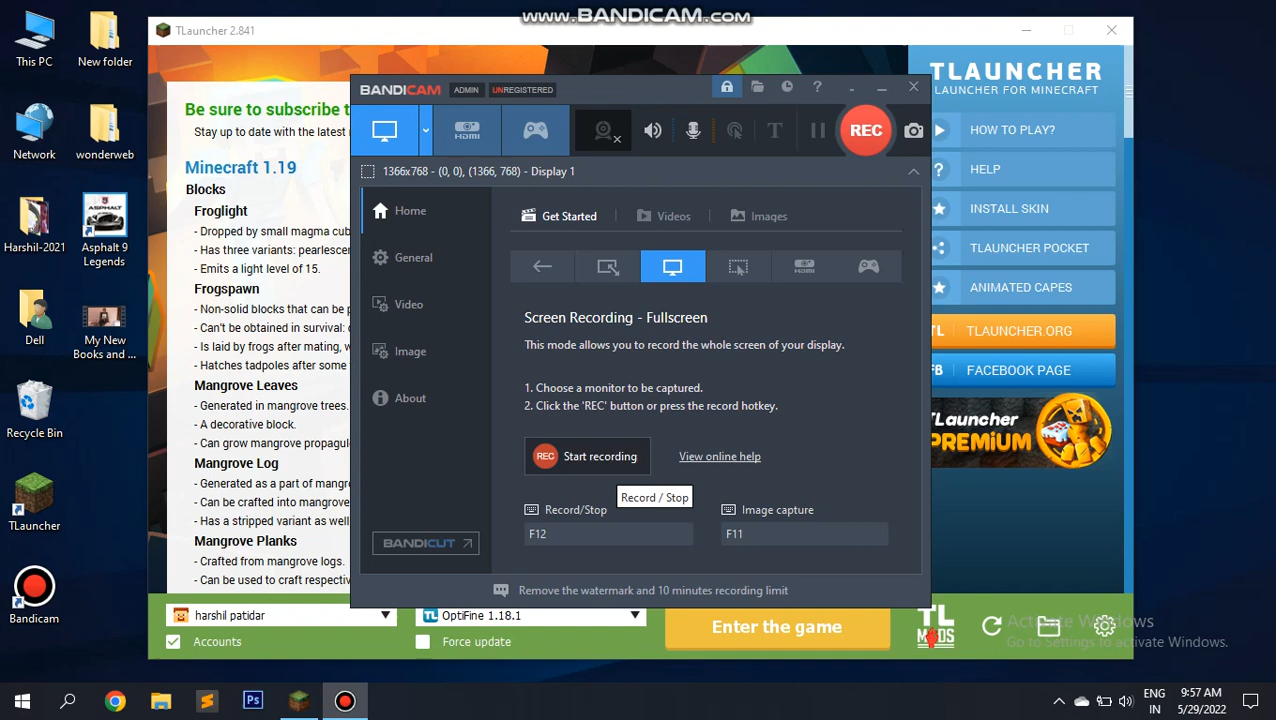 www.BANDICAM.com
This PC
New folder
Network
wonderweb
Harshil-2021
Asphalt 9
Legends
Dell
My New
Books and ...
Recycle Bin
TLauncher
Bandicam
TLauncher 2.841
Be sure to subscribe t
Stay up to date with the latest
Minecraft 1.19
Blocks
Froglight
- Dropped by small magma cub
- Has three variants: pearlescen
- Emits a light level of 15.
Frogspawn
- Non-solid blocks that can be p
- Can't be obtained in survival:
- Is laid by frogs after mating, w
- Hatches tadpoles after some
Mangrove Leaves
- Generated in mangrove trees.
- A decorative block.
- Can grow mangrove propagul
Mangrove Log
- Generated as a part of mangr
- Can be crafted into mangrove
- Has a stripped variant as well
Mangrove Planks
- Crafted from mangrove logs.
- Can be used to craft respectiv
BANDICAM ADMIN UNREGISTERED
HDMI
T
REC
1366x768 - (0, 0), (1366, 768) - Display 1
Home
General
Video
Image
About
BANDICUT
Get Started
Videos
Images
HDMI
Screen Recording - Fullscreen
This mode allows you to record the whole screen of your display.
1. Choose a monitor to be captured.
2. Click the 'REC' button or press the record hotkey.
REC Start recording
View online help
Record / Stop
Record/Stop
Image capture
F12
F11
Remove the watermark and 10 minutes recording limit
TLAUNCHER
LAUNCHER FOR MINECRAFT
HOW TO PLAY?
HELP
INSTALL SKIN
TLAUNCHER POCKET
ANIMATED CAPES
TL TLAUNCHER.ORG
FB FACEBOOK PAGE
TLauncher
PREMIUM
harshil patidar
TL OptiFine 1.18.1
Accounts
Force update
Enter the game
TL
MODS
Activate Windows
Go to Settings to activate Windows.
Ps
ENG
IN
9:57 AM
5/29/2022